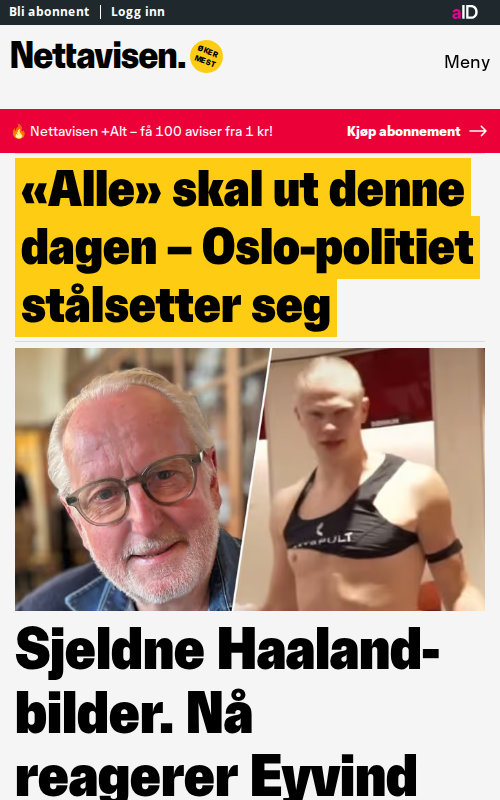 Bli abonnent
Logg inn
aID
Nettavisen.
ØKER
MEST
Meny
🔥 Nettavisen +Alt – få 100 aviser fra 1 kr!
Kjøp abonnement →
«Alle» skal ut denne
dagen – Oslo-politiet
stålsetter seg
Sjeldne Haaland-
bilder. Nå
reagerer Eyvind